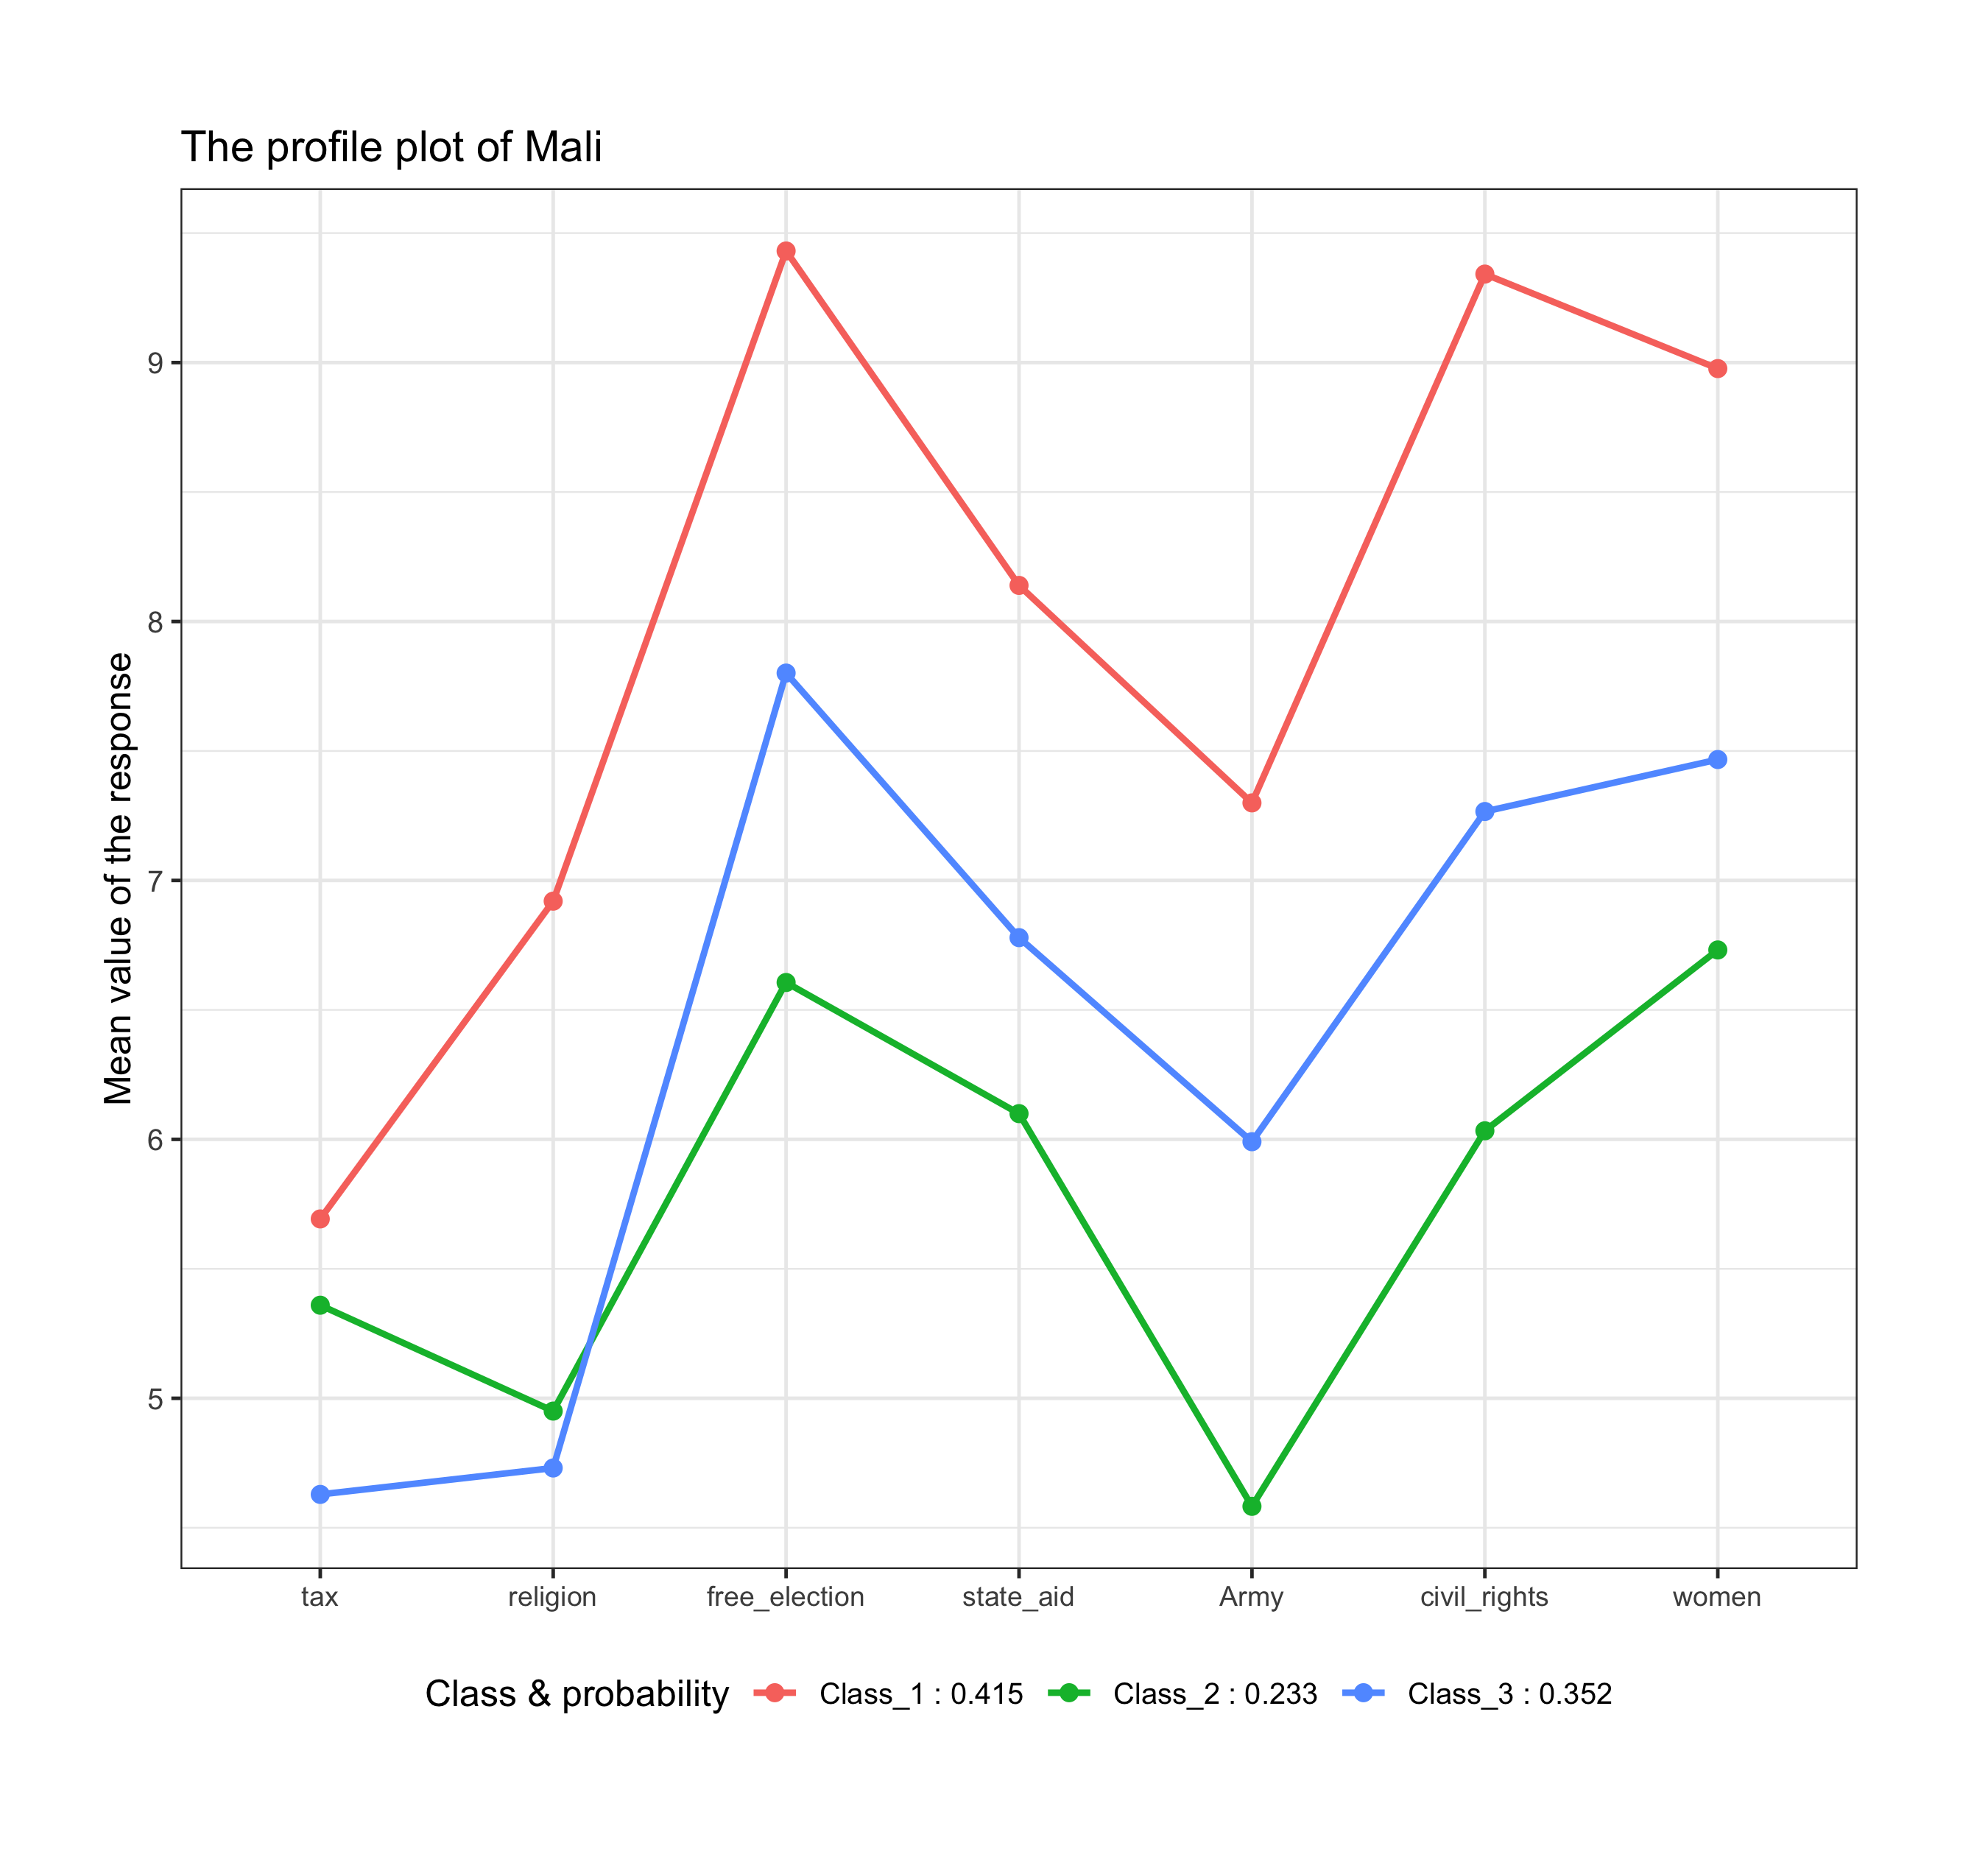 The profile plot of Mali
Mean value of the response
9
8
7
6
5
tax religion free_election state_aid Army civil_rights women
Class & probability Class_1 : 0.415 Class_2 : 0.233 Class_3 : 0.352